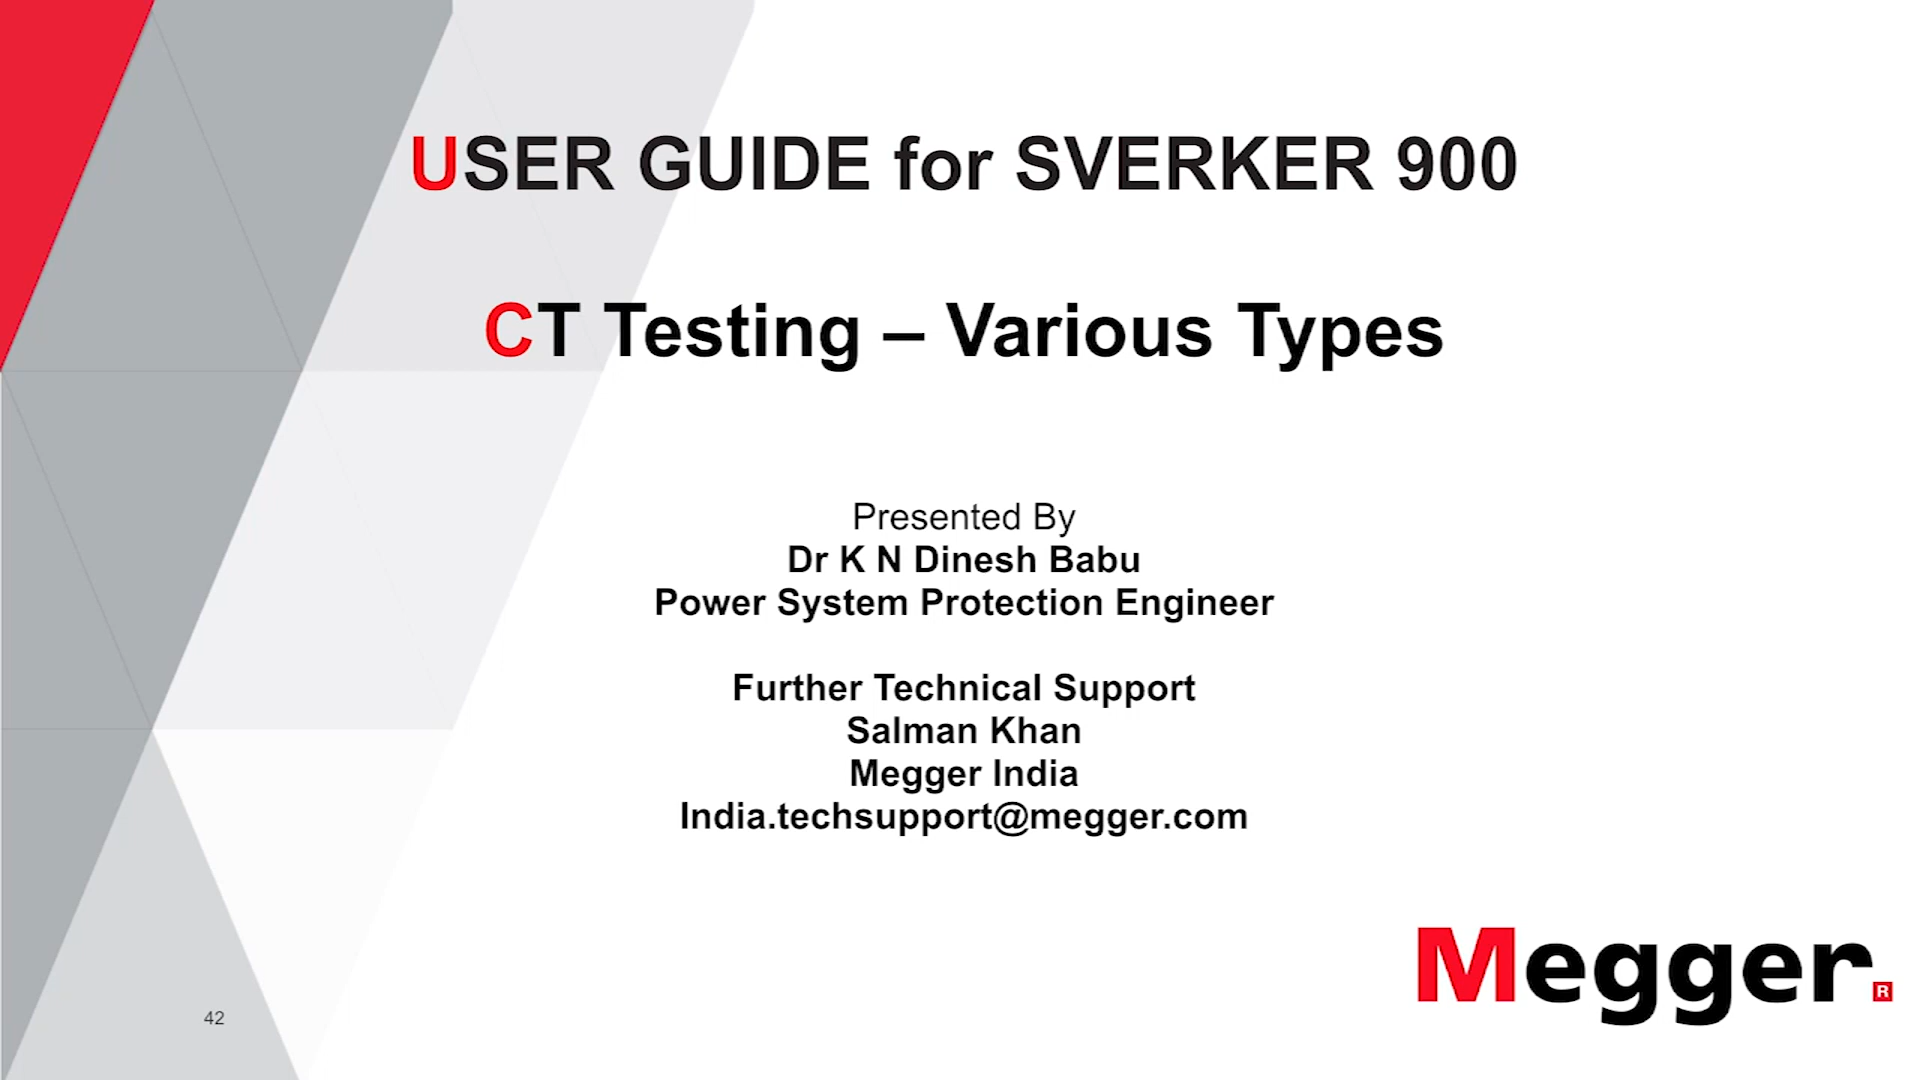 USER GUIDE for SVERKER 900
CT Testing – Various Types
Presented By
Dr K N Dinesh Babu
Power System Protection Engineer
Further Technical Support
Salman Khan
Megger India
India.techsupport@megger.com
Megger®
42